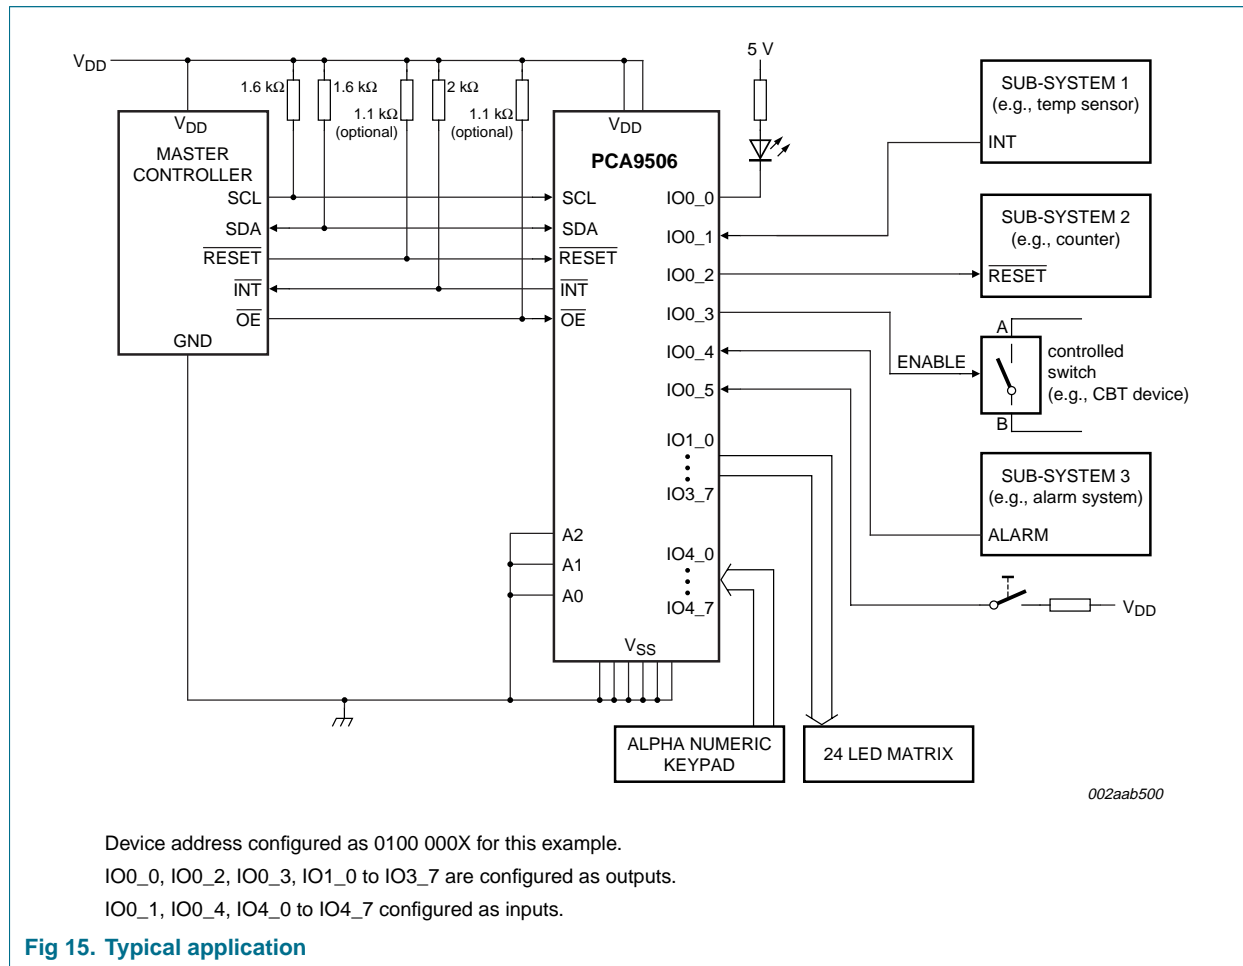 5 V
VDD
1.6 kΩ
1.6 kΩ
1.1 kΩ
(optional)
2 kΩ
1.1 kΩ
(optional)
VDD
MASTER
CONTROLLER
SCL
SDA
RESET
INT
OE
GND
VDD
PCA9506
SCL
SDA
RESET
INT
OE
A2
A1
A0
VSS
IO0_0
IO0_1
IO0_2
IO0_3
IO0_4
IO0_5
IO1_0
IO3_7
IO4_0
IO4_7
SUB-SYSTEM 1
(e.g., temp sensor)
INT
SUB-SYSTEM 2
(e.g., counter)
RESET
A
ENABLE
B
controlled
switch
(e.g., CBT device)
SUB-SYSTEM 3
(e.g., alarm system)
ALARM
VDD
ALPHA NUMERIC
KEYPAD
24 LED MATRIX
002aab500
Device address configured as 0100 000X for this example.
IO0_0, IO0_2, IO0_3, IO1_0 to IO3_7 are configured as outputs.
IO0_1, IO0_4, IO4_0 to IO4_7 configured as inputs.
Fig 15. Typical application